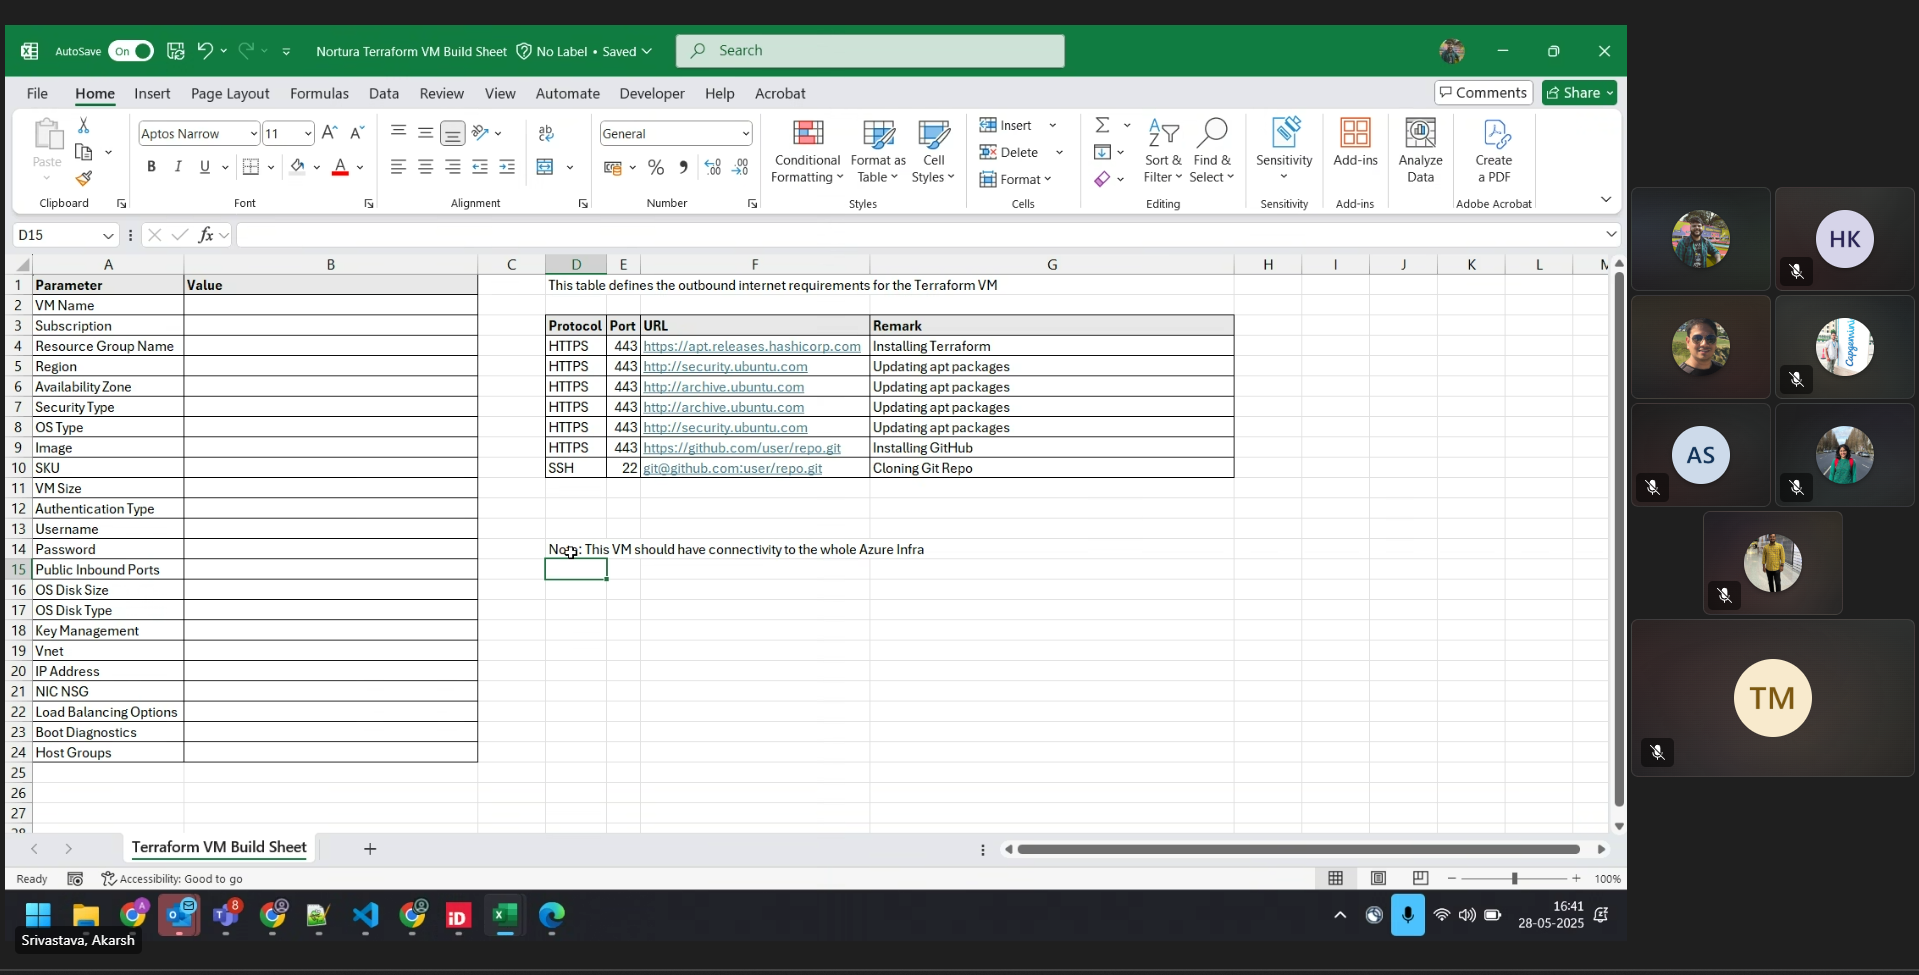 AutoSave On Nortura Terraform VM Build Sheet No Label • Saved Search
File Home Insert Page Layout Formulas Data Review View Automate Developer Help Acrobat Comments Share
Paste Aptos Narrow 11 General Conditional Formatting Format as Table Cell Styles Insert Delete Format Sort & Filter Find & Select Sensitivity Add-ins Analyze Data Create a PDF
Clipboard Font Alignment Number Styles Cells Editing Sensitivity Add-ins Adobe Acrobat
D15 fx
A B C D E F G H I J K L
1 Parameter Value This table defines the outbound internet requirements for the Terraform VM
2 VM Name
3 Subscription Protocol Port URL Remark
4 Resource Group Name HTTPS 443 https://apt.releases.hashicorp.com Installing Terraform
5 Region HTTPS 443 http://security.ubuntu.com Updating apt packages
6 Availability Zone HTTPS 443 http://archive.ubuntu.com Updating apt packages
7 Security Type HTTPS 443 http://archive.ubuntu.com Updating apt packages
8 OS Type HTTPS 443 http://security.ubuntu.com Updating apt packages
9 Image HTTPS 443 https://github.com/user/repo.git Installing GitHub
10 SKU SSH 22 git@github.com:user/repo.git Cloning Git Repo
11 VM Size
12 Authentication Type
13 Username
14 Password Note: This VM should have connectivity to the whole Azure Infra
15 Public Inbound Ports
16 OS Disk Size
17 OS Disk Type
18 Key Management
19 Vnet
20 IP Address
21 NIC NSG
22 Load Balancing Options
23 Boot Diagnostics
24 Host Groups
25
26
27
Terraform VM Build Sheet
Ready Accessibility: Good to go 100%
16:41
28-05-2025
Srivastava, Akarsh
HK
Capgemini
AS
TM